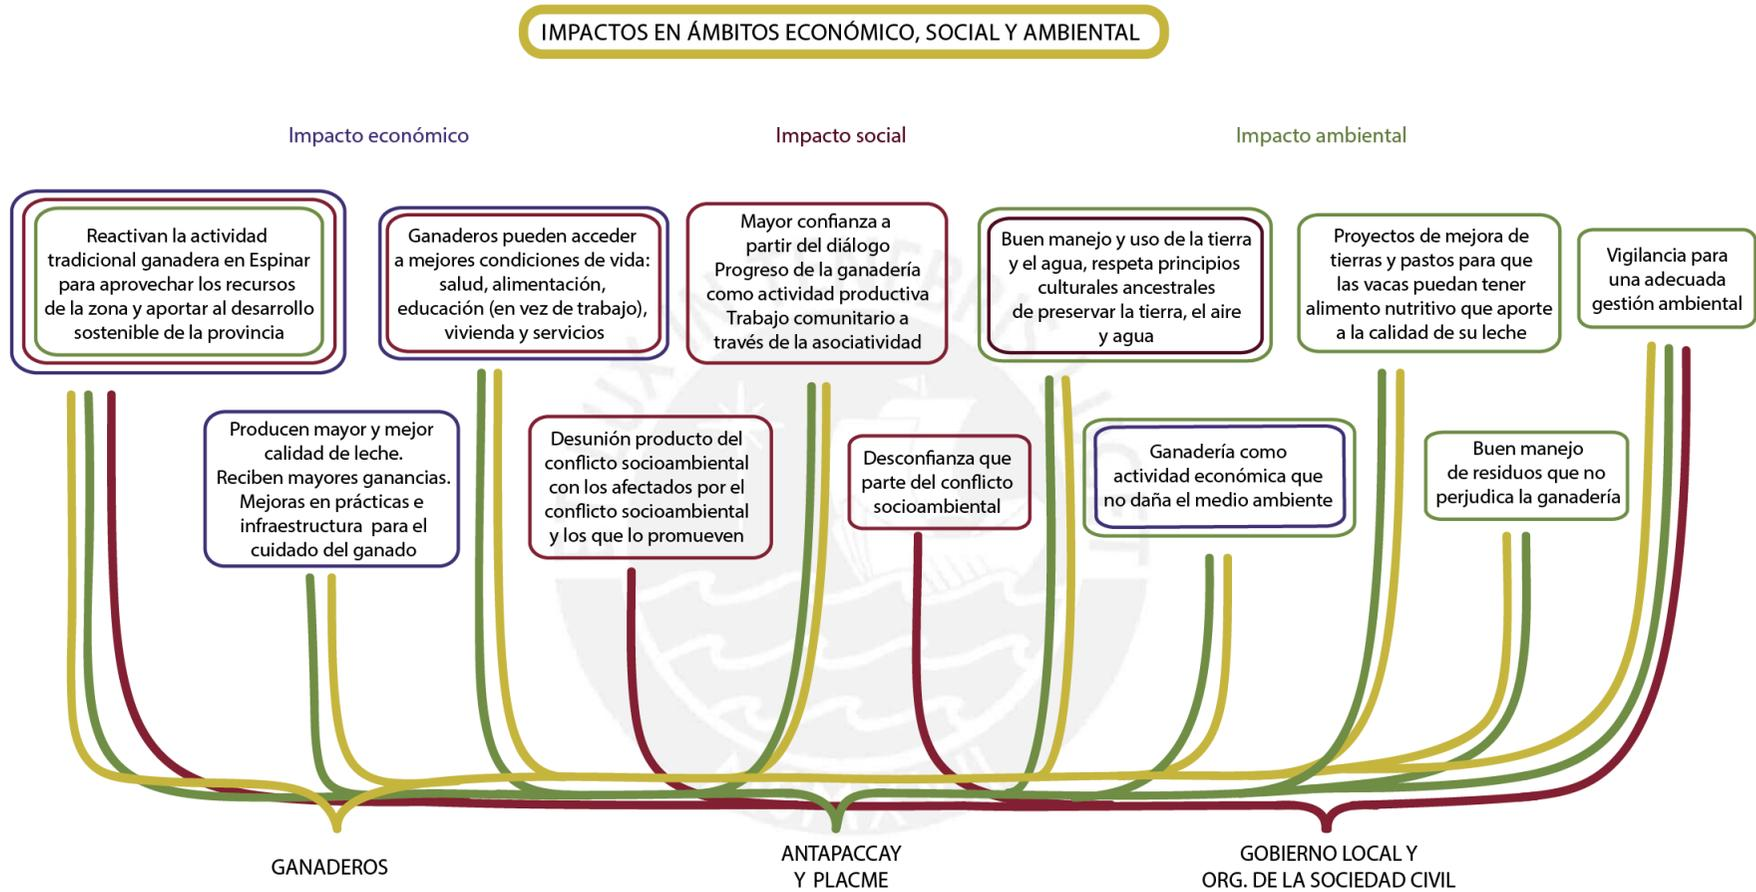 IMPACTOS EN ÁMBITOS ECONÓMICO, SOCIAL Y AMBIENTAL
Impacto económico
Impacto social
Impacto ambiental
Reactivan la actividad
tradicional ganadera en Espinar
para aprovechar los recursos
de la zona y aportar al desarrollo
sostenible de la provincia
Ganaderos pueden acceder
a mejores condiciones de vida:
salud, alimentación,
educación (en vez de trabajo),
vivienda y servicios
Mayor confianza a
partir del diálogo
Progreso de la ganadería
como actividad productiva
Trabajo comunitario a
través de la asociatividad
Buen manejo y uso de la tierra
y el agua, respeta principios
culturales ancestrales
de preservar la tierra, el aire
y agua
Proyectos de mejora de
tierras y pastos para que
las vacas puedan tener
alimento nutritivo que aporte
a la calidad de su leche
Vigilancia para
una adecuada
gestión ambiental
Producen mayor y mejor
calidad de leche.
Reciben mayores ganancias.
Mejoras en prácticas e
infraestructura para el
cuidado del ganado
Desunión producto del
conflicto socioambiental
con los afectados por el
conflicto socioambiental
y los que lo promueven
Desconfianza que
parte del conflicto
socioambiental
Ganadería como
actividad económica que
no daña el medio ambiente
Buen manejo
de residuos que no
perjudica la ganadería
GANADEROS
ANTAPACCAY
Y PLACME
GOBIERNO LOCAL Y
ORG. DE LA SOCIEDAD CIVIL